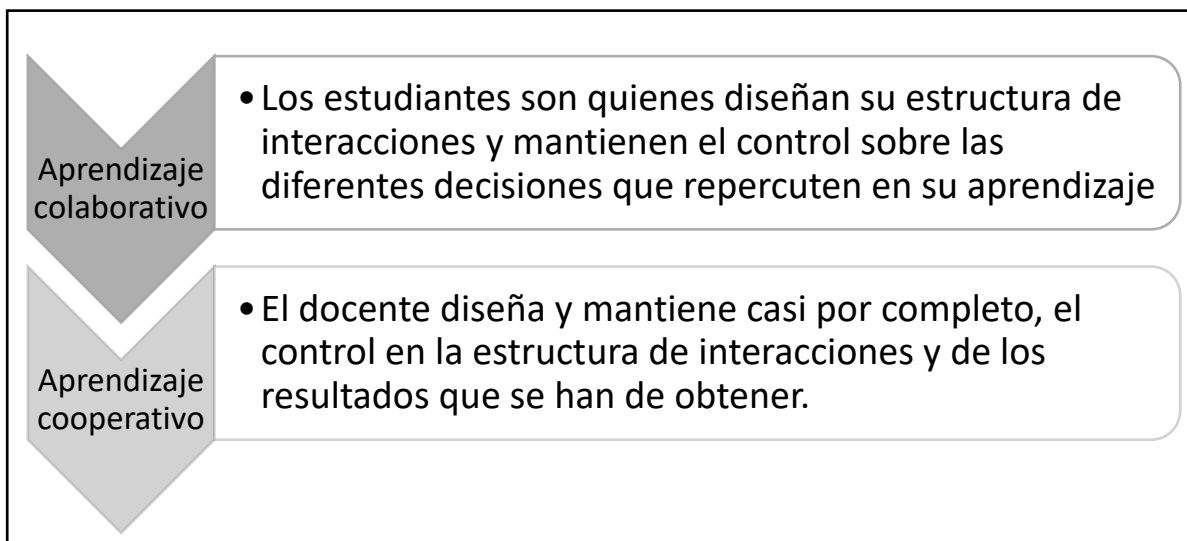 Aprendizaje
colaborativo
• Los estudiantes son quienes diseñan su estructura de
interacciones y mantienen el control sobre las
diferentes decisiones que repercuten en su aprendizaje
Aprendizaje
cooperativo
• El docente diseña y mantiene casi por completo, el
control en la estructura de interacciones y de los
resultados que se han de obtener.